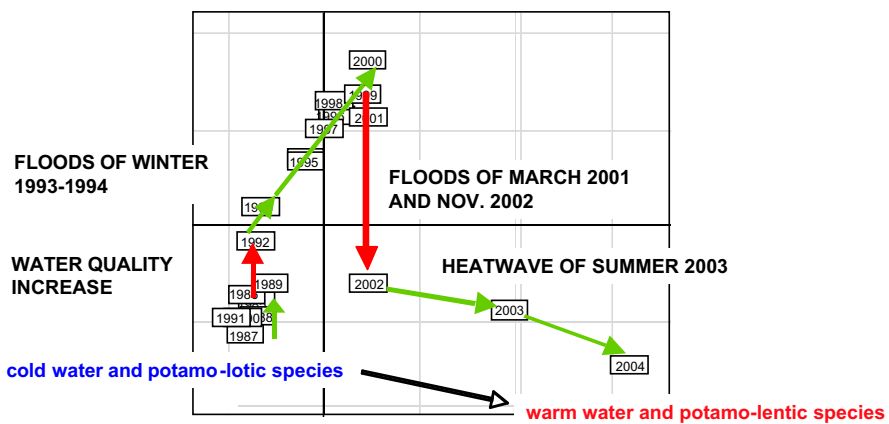 2000
1998
2001
1997
1995
FLOODS OF WINTER
1993-1994
FLOODS OF MARCH 2001
AND NOV. 2002
1992
WATER QUALITY
INCREASE
HEATWAVE OF SUMMER 2003
1989
2002
2003
1991
1987
2004
cold water and potamo-lotic species
warm water and potamo-lentic species